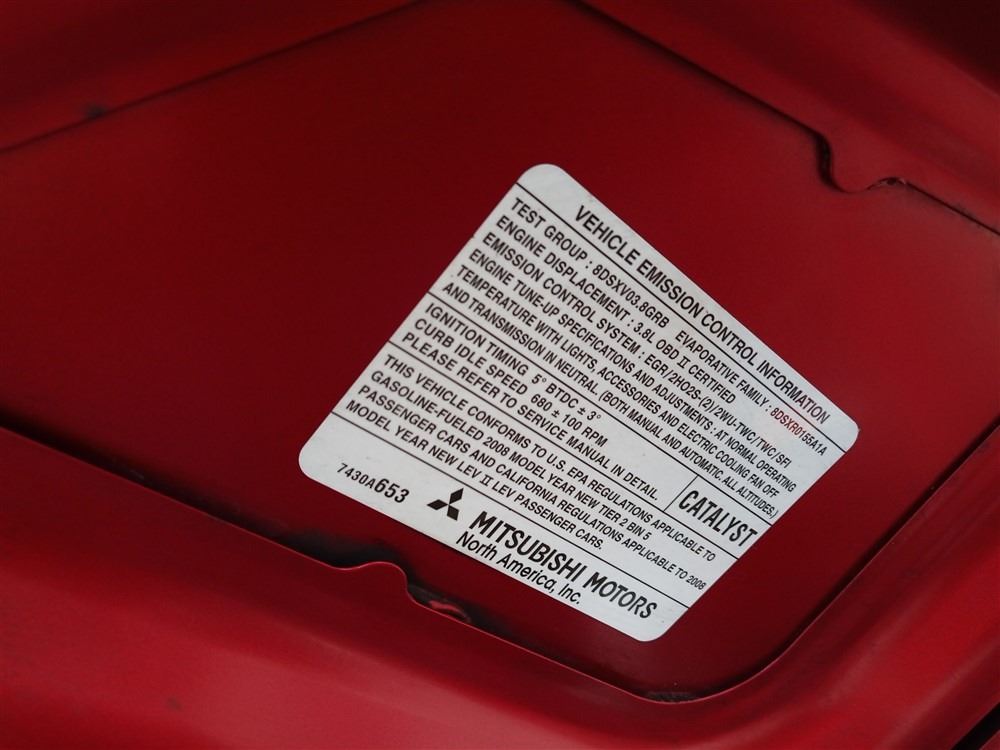 VEHICLE EMISSION CONTROL INFORMATION
TEST GROUP : 8DSXV03.8GRB EVAPORATIVE FAMILY : 8DSXR0155A1A
ENGINE DISPLACEMENT : 3.8L OBD II CERTIFIED
EMISSION CONTROL SYSTEM : EGR/2HO2S-(2)/2WU-TWC/TWC/SFI
ENGINE TUNE-UP SPECIFICATIONS AND ADJUSTMENTS : AT NORMAL OPERATING
TEMPERATURE WITH LIGHTS, ACCESSORIES AND ELECTRIC COOLING FAN OFF
AND TRANSMISSION IN NEUTRAL (BOTH MANUAL AND AUTOMATIC. ALL ALTITUDES.)
IGNITION TIMING 5° BTDC ± 3°
CURB IDLE SPEED 680 ± 100 RPM
PLEASE REFER TO SERVICE MANUAL IN DETAIL.
CATALYST
THIS VEHICLE CONFORMS TO U.S. EPA REGULATIONS APPLICABLE TO
GASOLINE-FUELED 2008 MODEL YEAR NEW TIER 2 BIN 5
PASSENGER CARS AND CALIFORNIA REGULATIONS APPLICABLE TO 2008
MODEL YEAR NEW LEV II LEV PASSENGER CARS.
7430A653
MITSUBISHI MOTORS
North America, Inc.